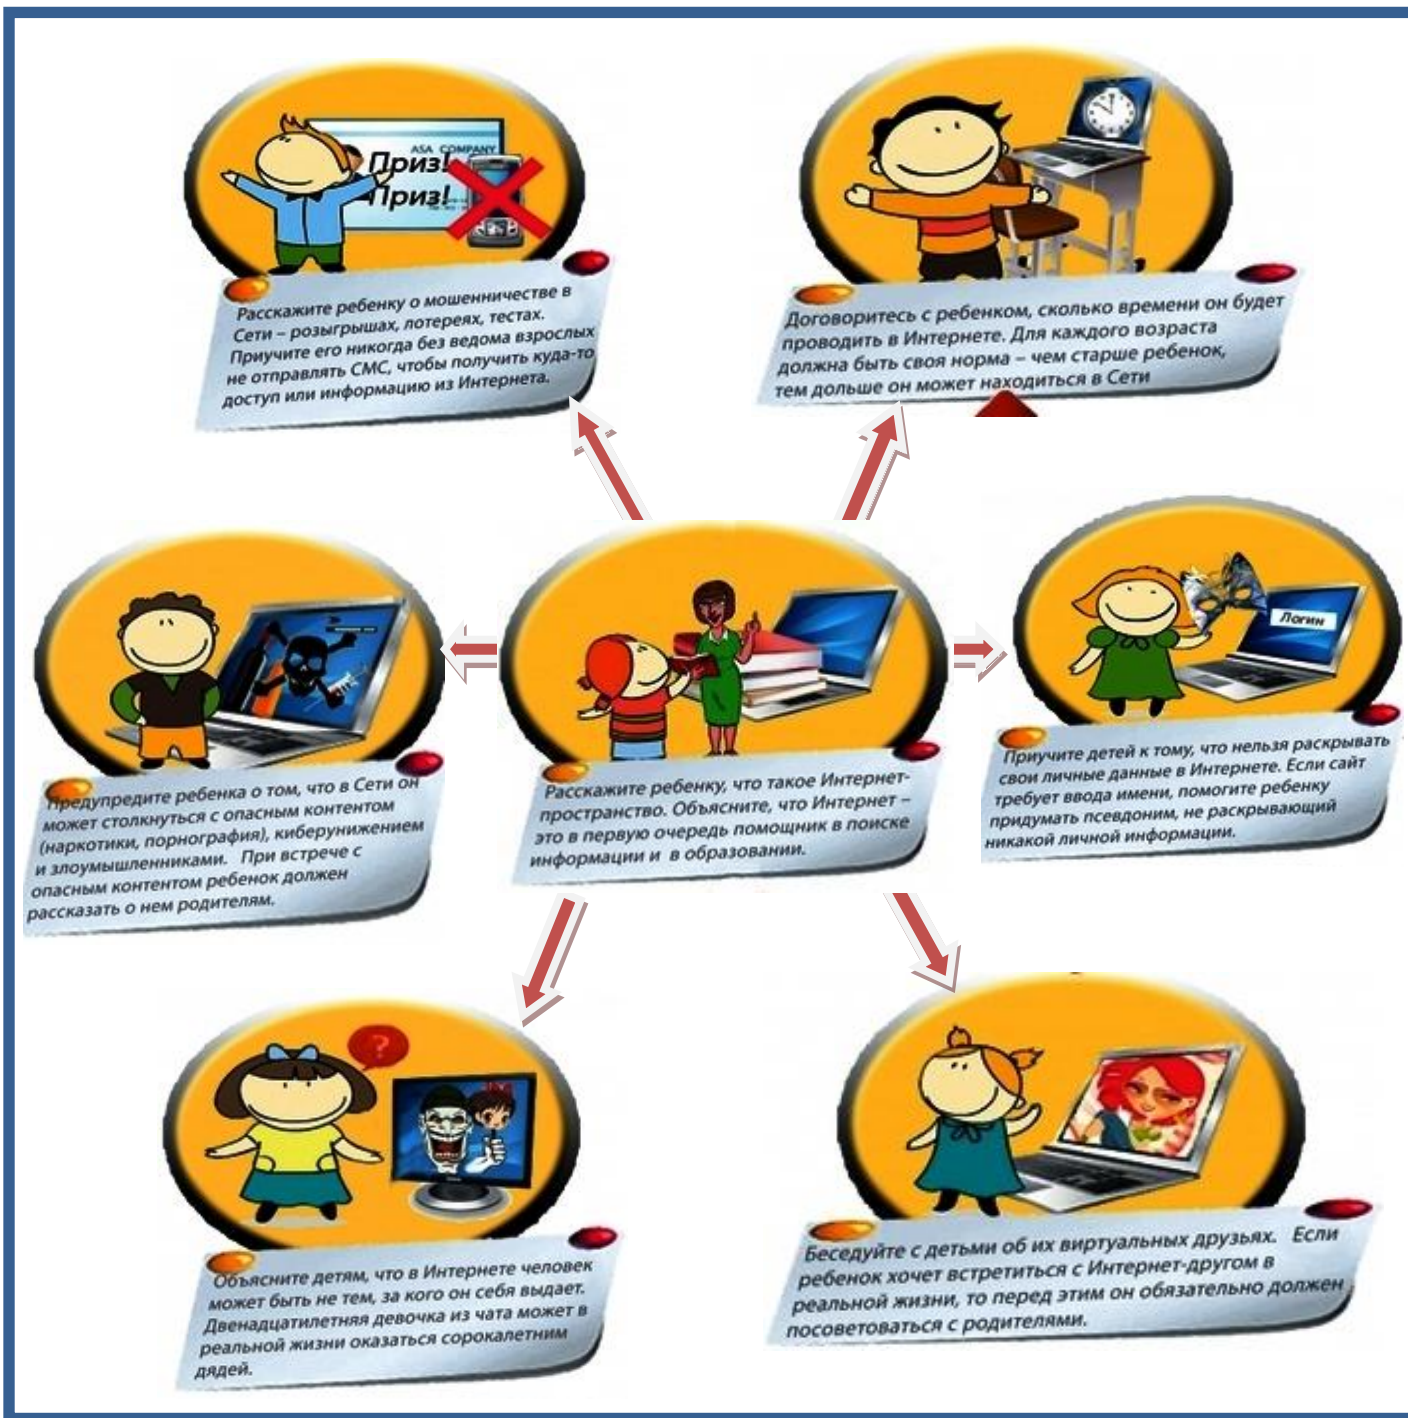 ASA COMPANY
Приз!
Приз!
Расскажите ребенку о мошенничестве в
Сети – розыгрышах, лотереях, тестах.
Приучите его никогда без ведома взрослых
не отправлять СМС, чтобы получить куда-то
доступ или информацию из Интернета.
Договоритесь с ребенком, сколько времени он будет
проводить в Интернете. Для каждого возраста
должна быть своя норма – чем старше ребенок,
тем дольше он может находиться в Сети
Предупредите ребенка о том, что в Сети он
может столкнуться с опасным контентом
(наркотики, порнография), киберунижением
и злоумышленниками. При встрече с
опасным контентом ребенок должен
рассказать о нем родителям.
Расскажите ребенку, что такое Интернет-
пространство. Объясните, что Интернет –
это в первую очередь помощник в поиске
информации и в образовании.
Логин
Приучите детей к тому, что нельзя раскрывать
свои личные данные в Интернете. Если сайт
требует ввода имени, помогите ребенку
придумать псевдоним, не раскрывающий
никакой личной информации.
?
Объясните детям, что в Интернете человек
может быть не тем, за кого он себя выдает.
Двенадцатилетняя девочка из чата может в
реальной жизни оказаться сорокалетним
дядей.
Беседуйте с детьми об их виртуальных друзьях. Если
ребенок хочет встретиться с Интернет-другом в
реальной жизни, то перед этим он обязательно должен
посоветоваться с родителями.